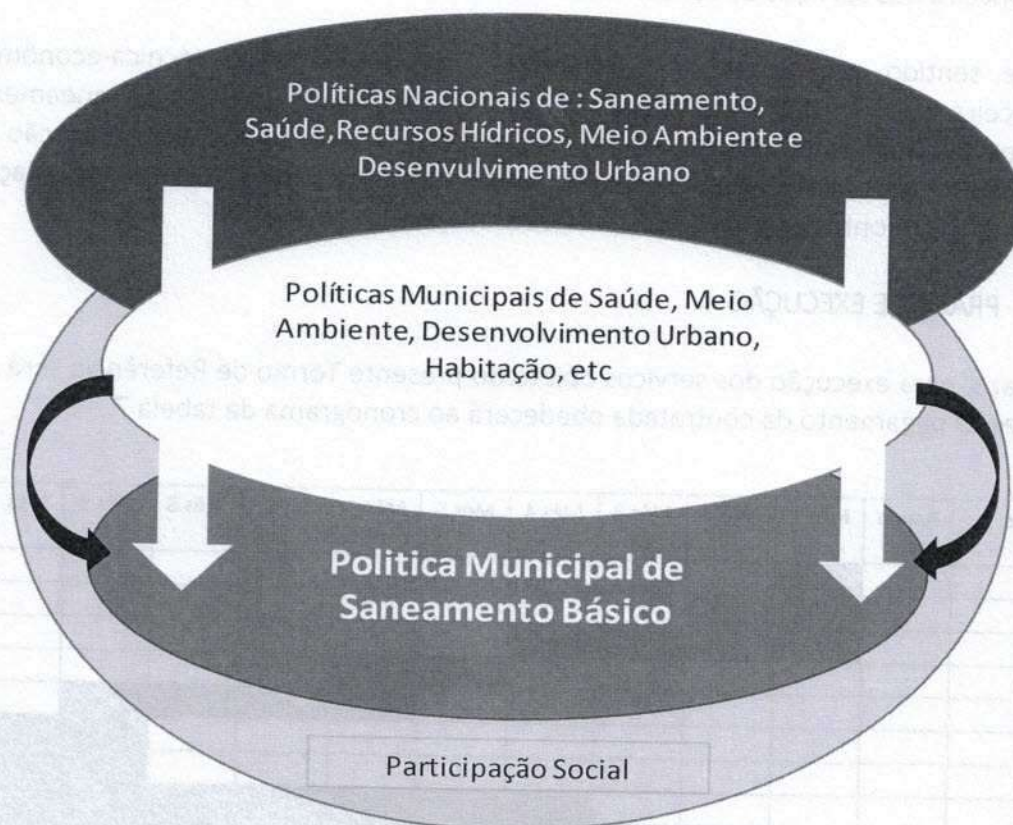 Políticas Nacionais de : Saneamento,
Saúde, Recursos Hídricos, Meio Ambiente e
Desenvulvimento Urbano
Políticas Municipais de Saúde, Meio
Ambiente, Desenvolvimento Urbano,
Habitação, etc
Politica Municipal de
Saneamento Básico
Participação Social